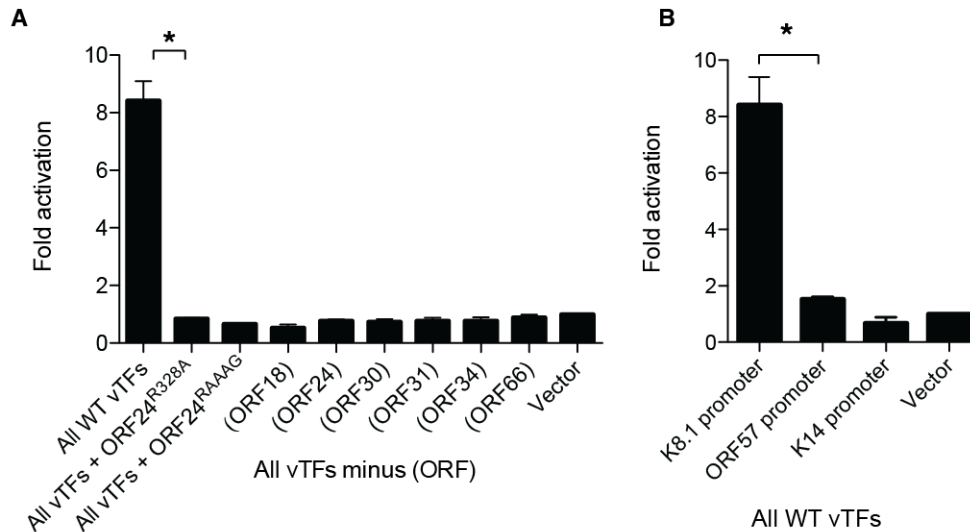 A
*
10
8
6
4
2
0
Fold activation
All WT vTFs
All vTFs + ORF24R328A
All vTFs + ORF24RAAAG
(ORF18)
(ORF24)
(ORF30)
(ORF31)
(ORF34)
(ORF66)
Vector
All vTFs minus (ORF)
B
*
10
8
6
4
2
0
Fold activation
K8.1 promoter
ORF57 promoter
K14 promoter
Vector
All WT vTFs